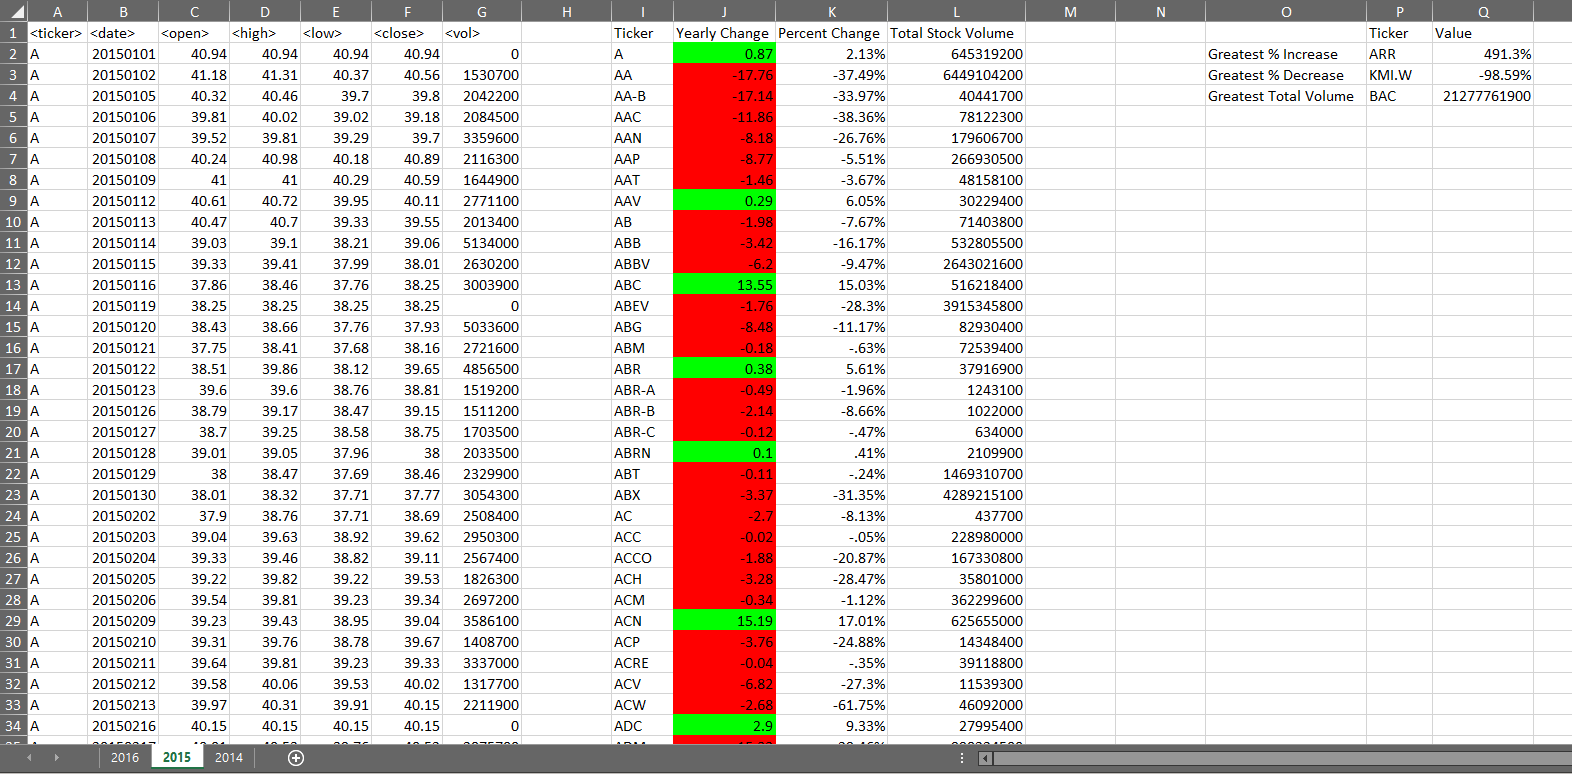 A B C D E F G H I J K L M N O P Q
1 <ticker> <date> <open> <high> <low> <close> <vol> Ticker Yearly Change Percent Change Total Stock Volume Ticker Value
2 A 20150101 40.94 40.94 40.94 40.94 0 A 0.87 2.13% 645319200 Greatest % Increase ARR 491.3%
3 A 20150102 41.18 41.31 40.37 40.56 1530700 AA -17.76 -37.49% 6449104200 Greatest % Decrease KMI.W -98.59%
4 A 20150105 40.32 40.46 39.7 39.8 2042200 AA-B -17.14 -33.97% 40441700 Greatest Total Volume BAC 21277761900
5 A 20150106 39.81 40.02 39.02 39.18 2084500 AAC -11.86 -38.36% 78122300
6 A 20150107 39.52 39.81 39.29 39.7 3359600 AAN -8.18 -26.76% 179606700
7 A 20150108 40.24 40.98 40.18 40.89 2116300 AAP -8.77 -5.51% 266930500
8 A 20150109 41 41 40.29 40.59 1644900 AAT -1.46 -3.67% 48158100
9 A 20150112 40.61 40.72 39.95 40.11 2771100 AAV 0.29 6.05% 30229400
10 A 20150113 40.47 40.7 39.33 39.55 2013400 AB -1.98 -7.67% 71403800
11 A 20150114 39.03 39.1 38.21 39.06 5134000 ABB -3.42 -16.17% 532805500
12 A 20150115 39.33 39.41 37.99 38.01 2630200 ABBV -6.2 -9.47% 2643021600
13 A 20150116 37.86 38.46 37.76 38.25 3003900 ABC 13.55 15.03% 516218400
14 A 20150119 38.25 38.25 38.25 38.25 0 ABEV -1.76 -28.3% 3915345800
15 A 20150120 38.43 38.66 37.76 37.93 5033600 ABG -8.48 -11.17% 82930400
16 A 20150121 37.75 38.41 37.68 38.16 2721600 ABM -0.18 -.63% 72539400
17 A 20150122 38.51 39.86 38.12 39.65 4856500 ABR 0.38 5.61% 37916900
18 A 20150123 39.6 39.6 38.76 38.81 1519200 ABR-A -0.49 -1.96% 1243100
19 A 20150126 38.79 39.17 38.47 39.15 1511200 ABR-B -2.14 -8.66% 1022000
20 A 20150127 38.7 39.25 38.58 38.75 1703500 ABR-C -0.12 -.47% 634000
21 A 20150128 39.01 39.05 37.96 38 2033500 ABRN 0.1 .41% 2109900
22 A 20150129 38 38.47 37.69 38.46 2329900 ABT -0.11 -.24% 1469310700
23 A 20150130 38.01 38.32 37.71 37.77 3054300 ABX -3.37 -31.35% 4289215100
24 A 20150202 37.9 38.76 37.71 38.69 2508400 AC -2.7 -8.13% 437700
25 A 20150203 39.04 39.63 38.92 39.62 2950300 ACC -0.02 -.05% 228980000
26 A 20150204 39.33 39.46 38.82 39.11 2567400 ACCO -1.88 -20.87% 167330800
27 A 20150205 39.22 39.82 39.22 39.53 1826300 ACH -3.28 -28.47% 35801000
28 A 20150206 39.54 39.81 39.23 39.34 2697200 ACM -0.34 -1.12% 362299600
29 A 20150209 39.23 39.43 38.95 39.04 3586100 ACN 15.19 17.01% 625655000
30 A 20150210 39.31 39.76 38.78 39.67 1408700 ACP -3.76 -24.88% 14348400
31 A 20150211 39.64 39.81 39.23 39.33 3337000 ACRE -0.04 -.35% 39118800
32 A 20150212 39.58 40.06 39.53 40.02 1317700 ACV -6.82 -27.3% 11539300
33 A 20150213 39.97 40.31 39.91 40.15 2211900 ACW -2.68 -61.75% 46092000
34 A 20150216 40.15 40.15 40.15 40.15 0 ADC 2.9 9.33% 27995400
2016 2015 2014